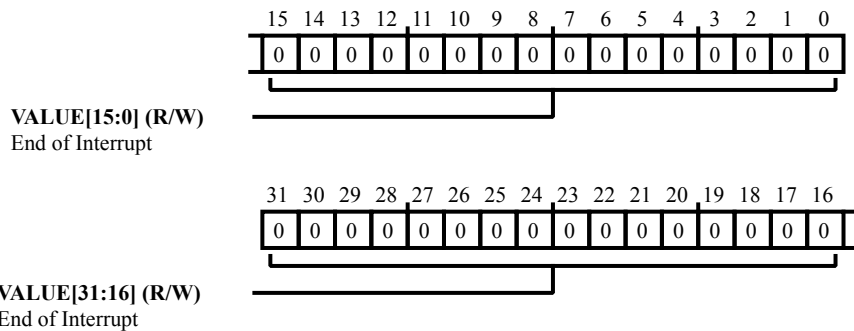 15 14 13 12 11 10 9 8 7 6 5 4 3 2 1 0
0 0 0 0 0 0 0 0 0 0 0 0 0 0 0 0
VALUE[15:0] (R/W)
End of Interrupt
31 30 29 28 27 26 25 24 23 22 21 20 19 18 17 16
0 0 0 0 0 0 0 0 0 0 0 0 0 0 0 0
VALUE[31:16] (R/W)
End of Interrupt